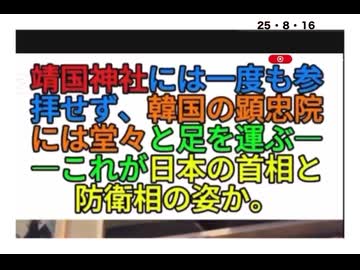 25・8・16
靖国神社には一度も参
拝せず、韓国の顕忠院
には堂々と足を運ぶ―
―これが日本の首相と
防衛相の姿か。